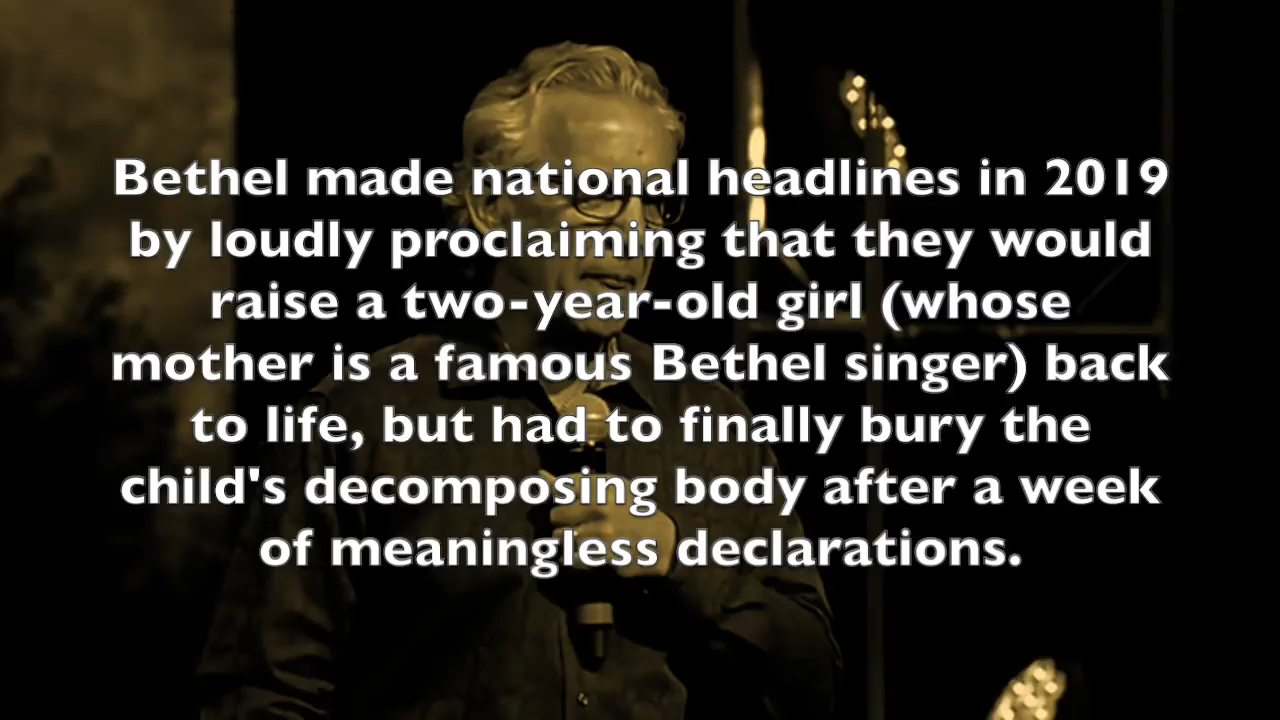 Bethel made national headlines in 2019
by loudly proclaiming that they would
raise a two-year-old girl (whose
mother is a famous Bethel singer) back
to life, but had to finally bury the
child's decomposing body after a week
of meaningless declarations.